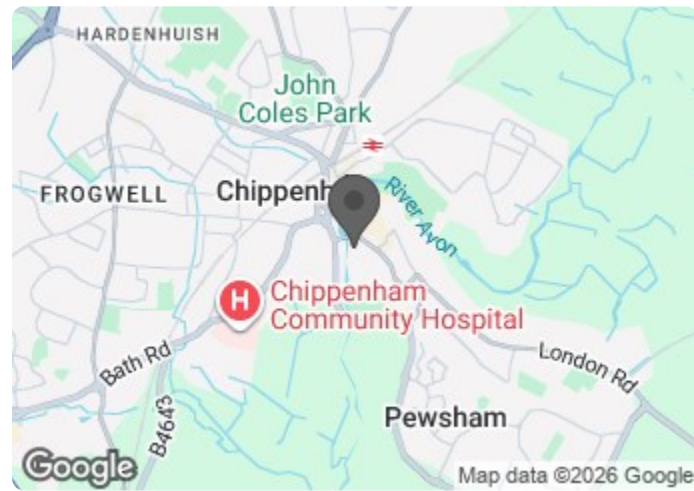 HARDENHUISH
John
Coles Park
FROGWELL
Chippenh
River Avon
H
Chippenham
Community Hospital
Bath Rd
London Rd
B4643
Pewsham
Google
Map data ©2026 Google